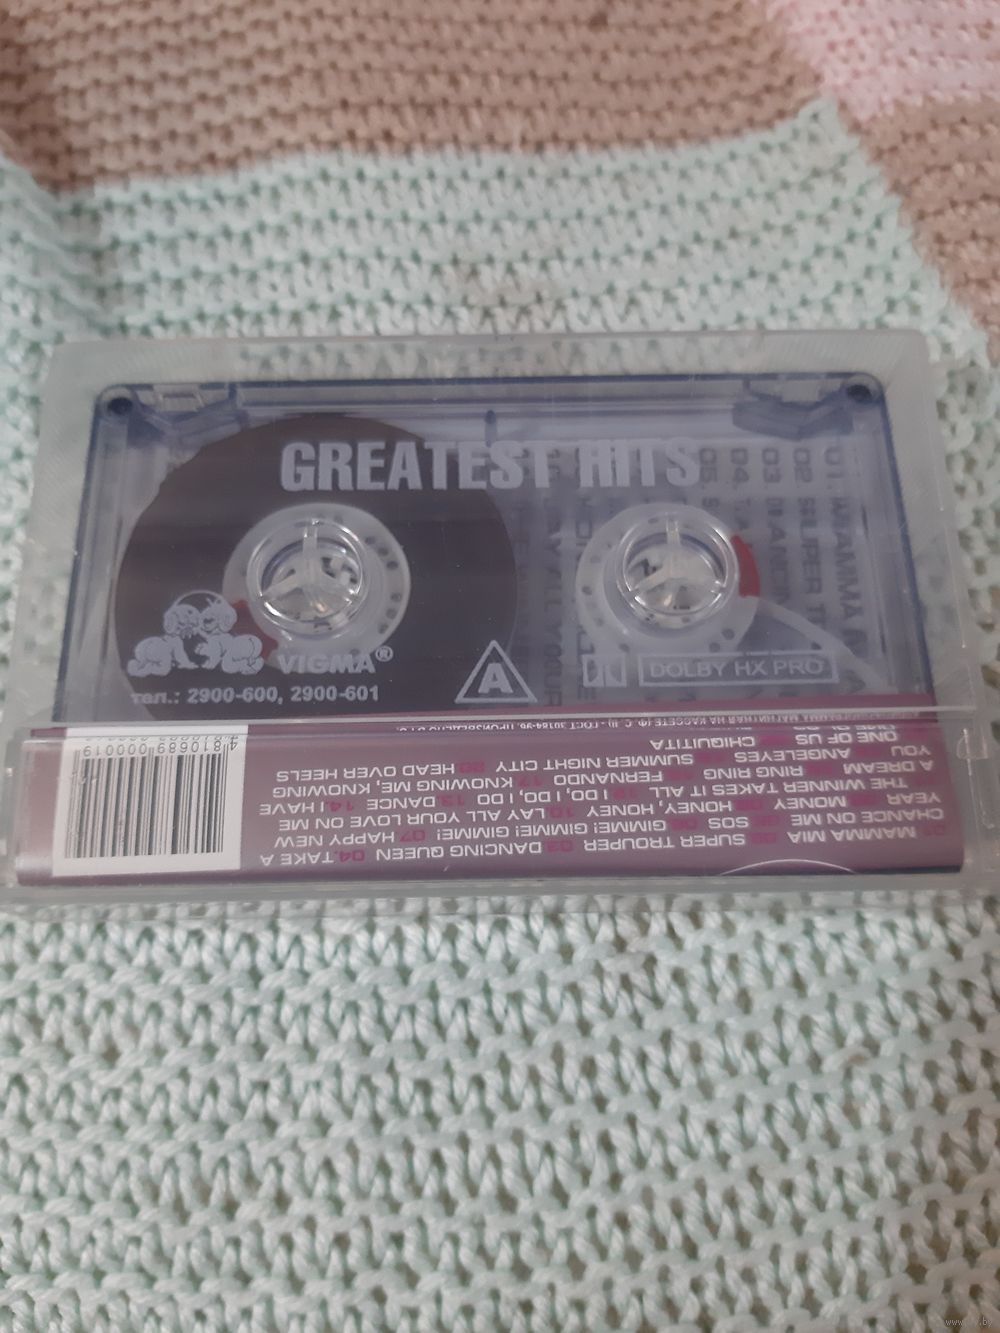 GREATEST HITS
VIGMA®
тел.: 2900-600, 2900-601
A
DOLBY HX PRO
01 MAMMA MIA 02 SUPER TROUPER 03 DANCING QUEEN 04. TAKE A
CHANCE ON ME 05 SOS 06 GIMME! GIMME! GIMME! 07 HAPPY NEW
YEAR 08 MONEY 09 HONEY, HONEY 10. LAY ALL YOUR LOVE ON ME
THE WINNER TAKES IT ALL 12 I DO, I DO, I DO 13. DANCE 14. I HAVE
A DREAM RING RING FERNANDO 17 KNOWING ME, KNOWING
YOU ANGELEYES SUMMER NIGHT CITY 20 HEAD OVER HEELS
ONE OF US CHIQUITITA
4 810689 000019